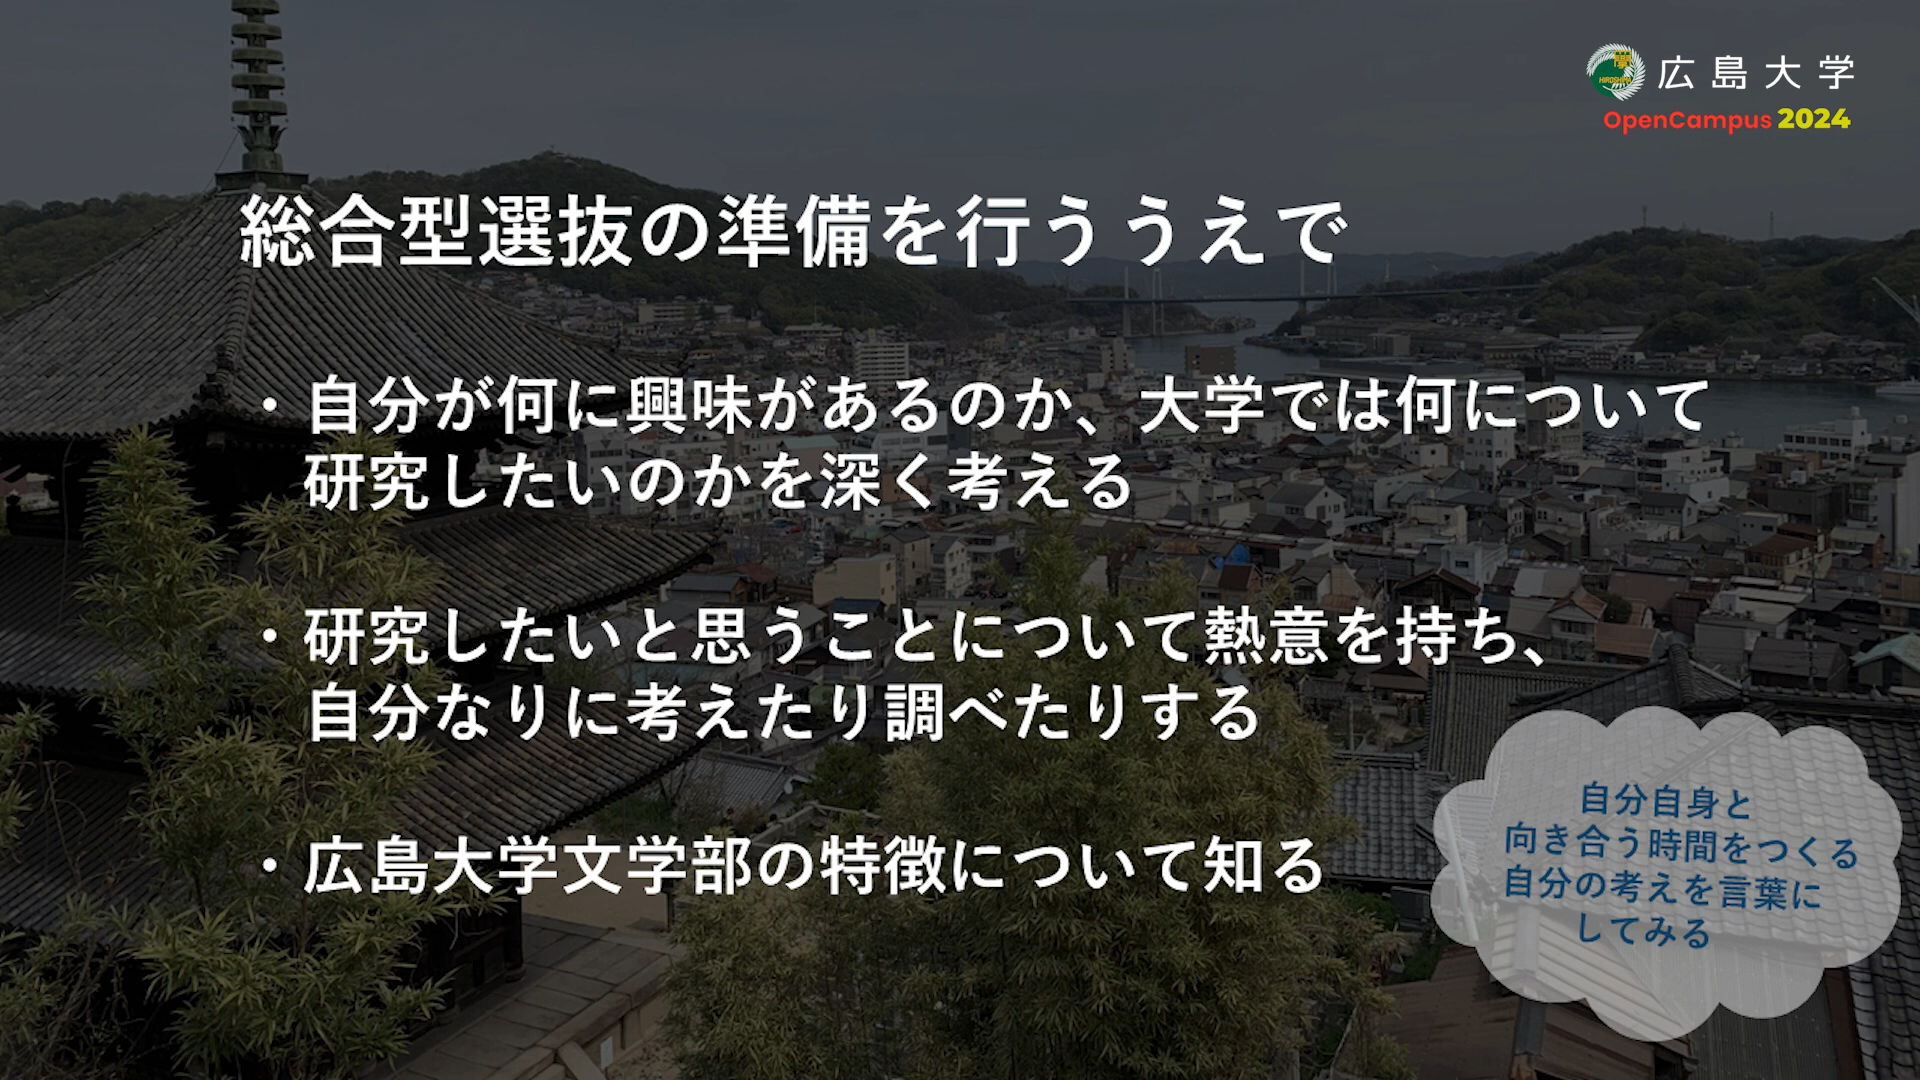 広島大学
OpenCampus 2024
総合型選抜の準備を行ううえで
・自分が何に興味があるのか、大学では何について
研究したいのかを深く考える
・研究したいと思うことについて熱意を持ち、
自分なりに考えたり調べたりする
・広島大学文学部の特徴について知る
自分自身と
向き合う時間をつくる
自分の考えを言葉に
してみる